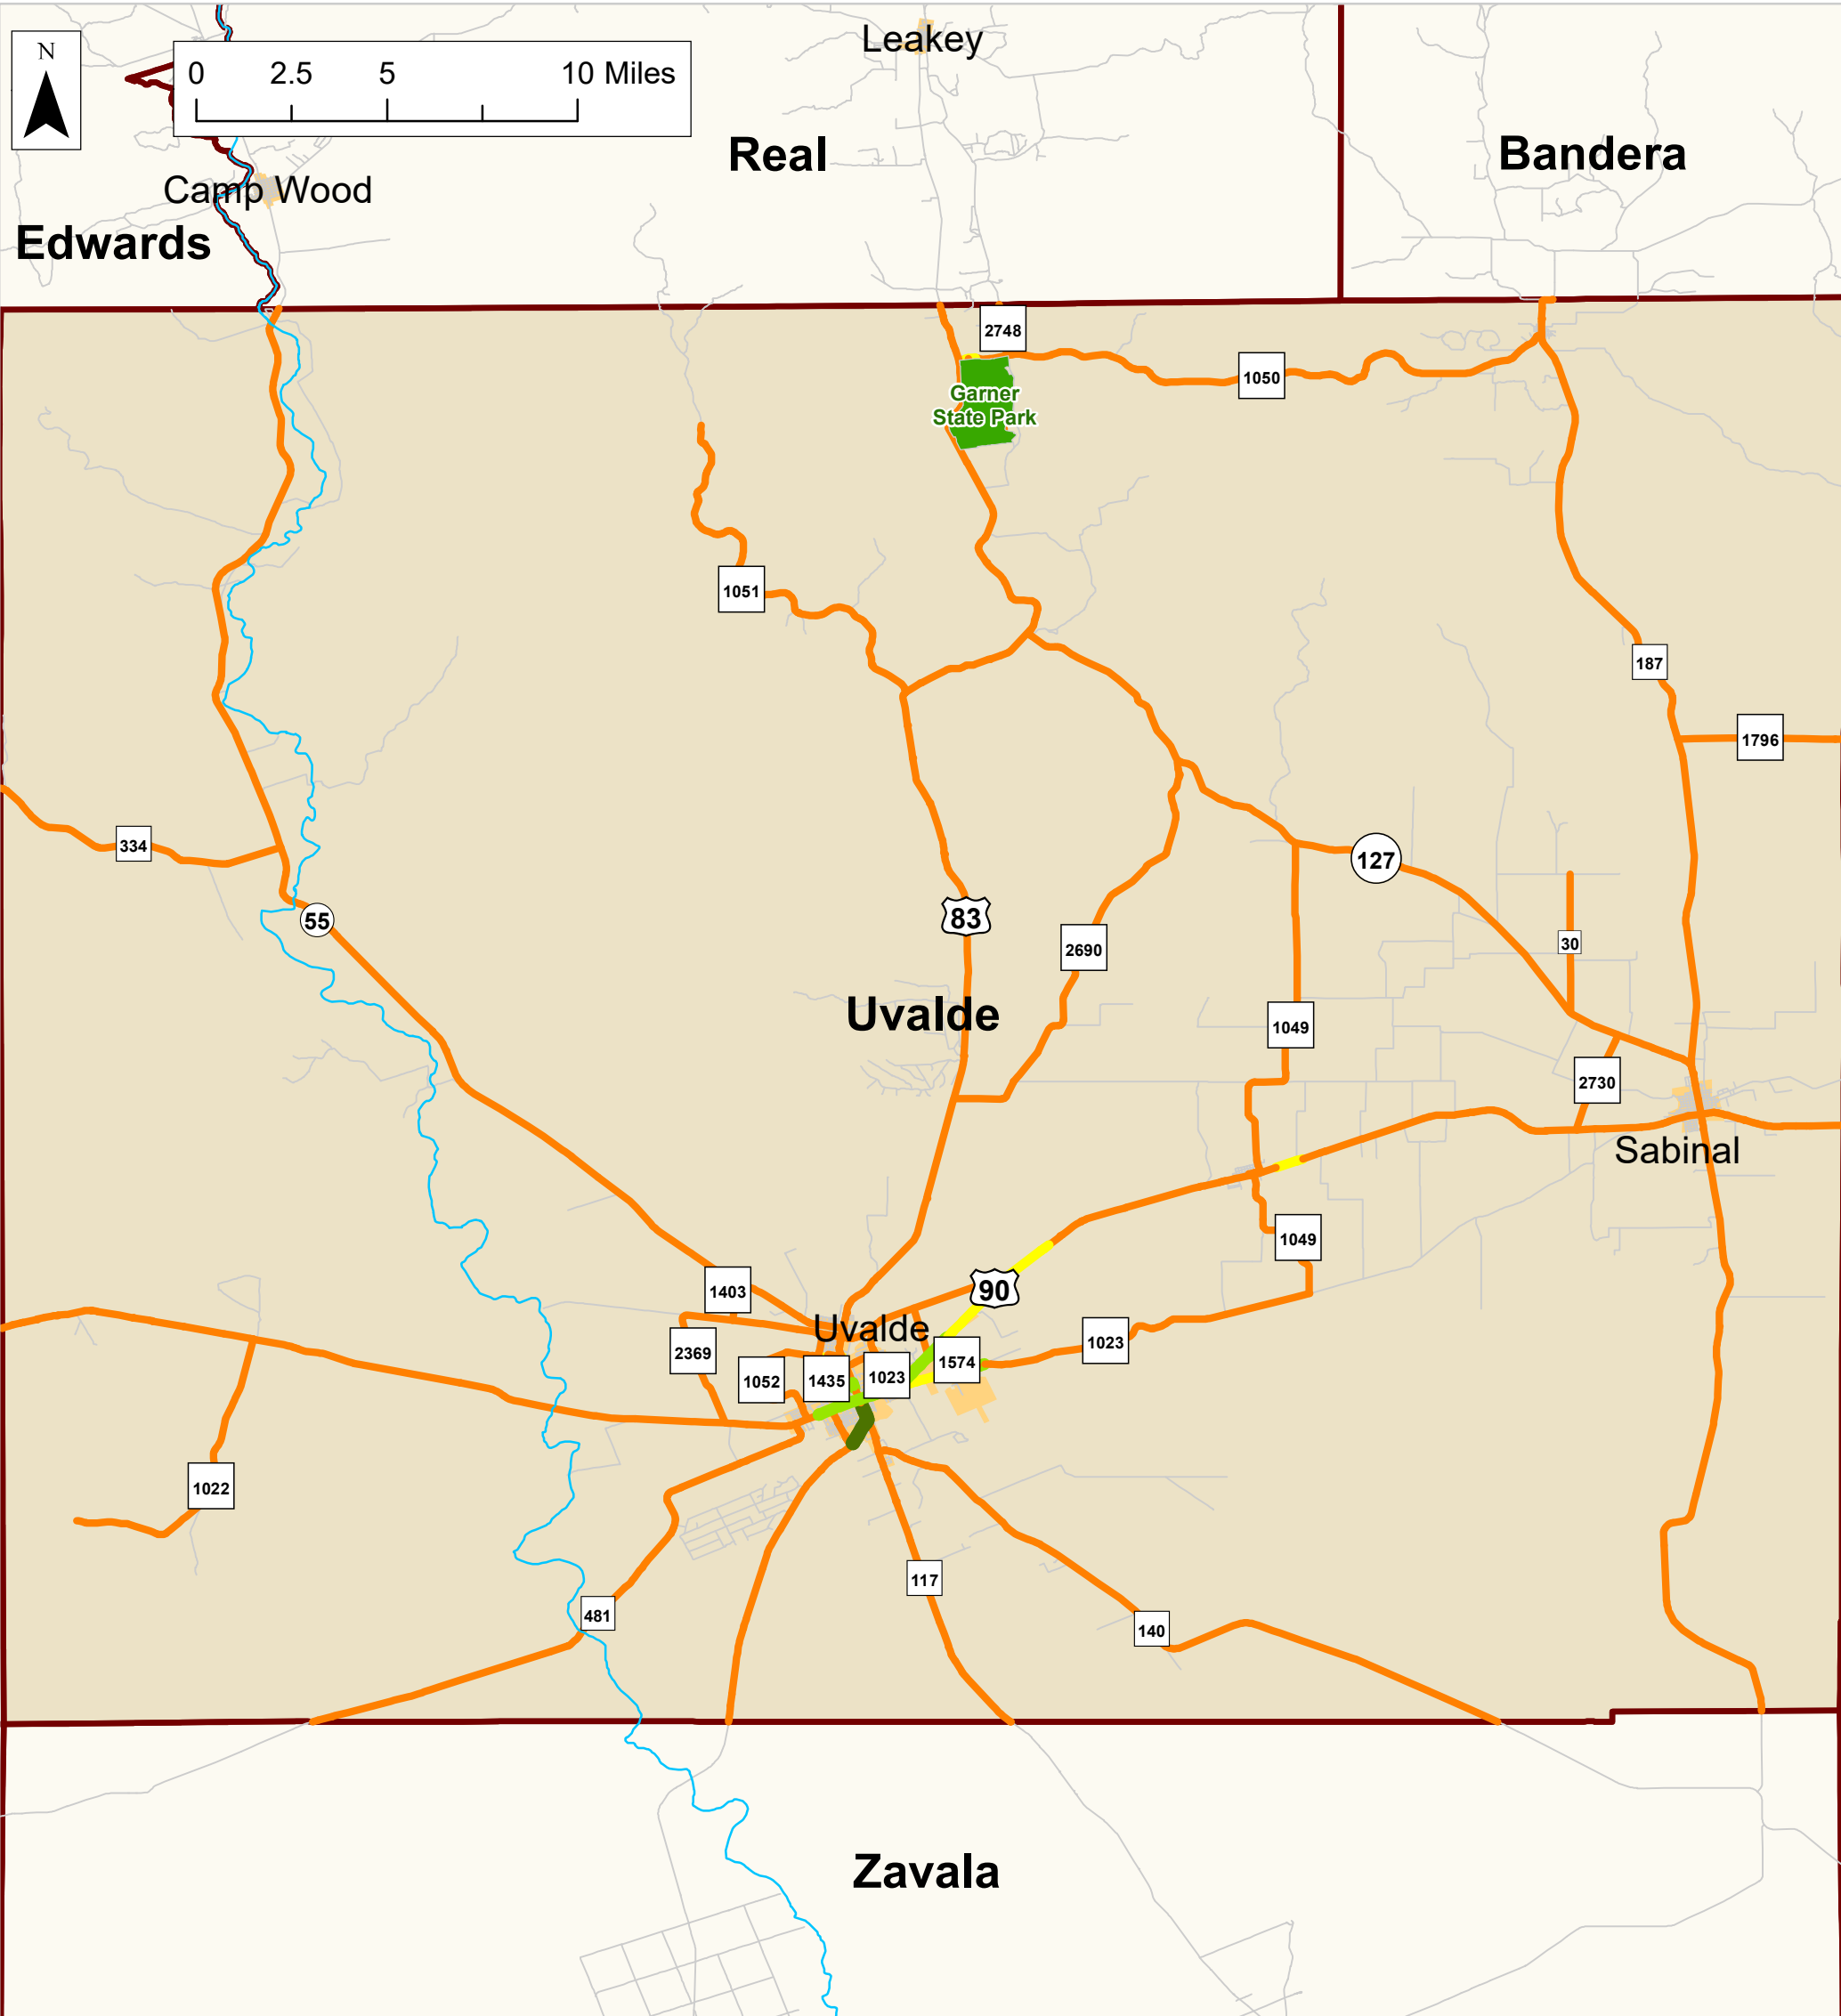 Leakey
N
0 2.5 5 10 Miles
Real
Bandera
Camp Wood
Edwards
2748
1050
Garner
State Park
1051
187
1796
334
127
55
83
30
2690
Uvalde
1049
2730
Sabinal
1049
1403
90
Uvalde
1023
2369
1574
1052
1435
1023
1022
117
481
140
Zavala